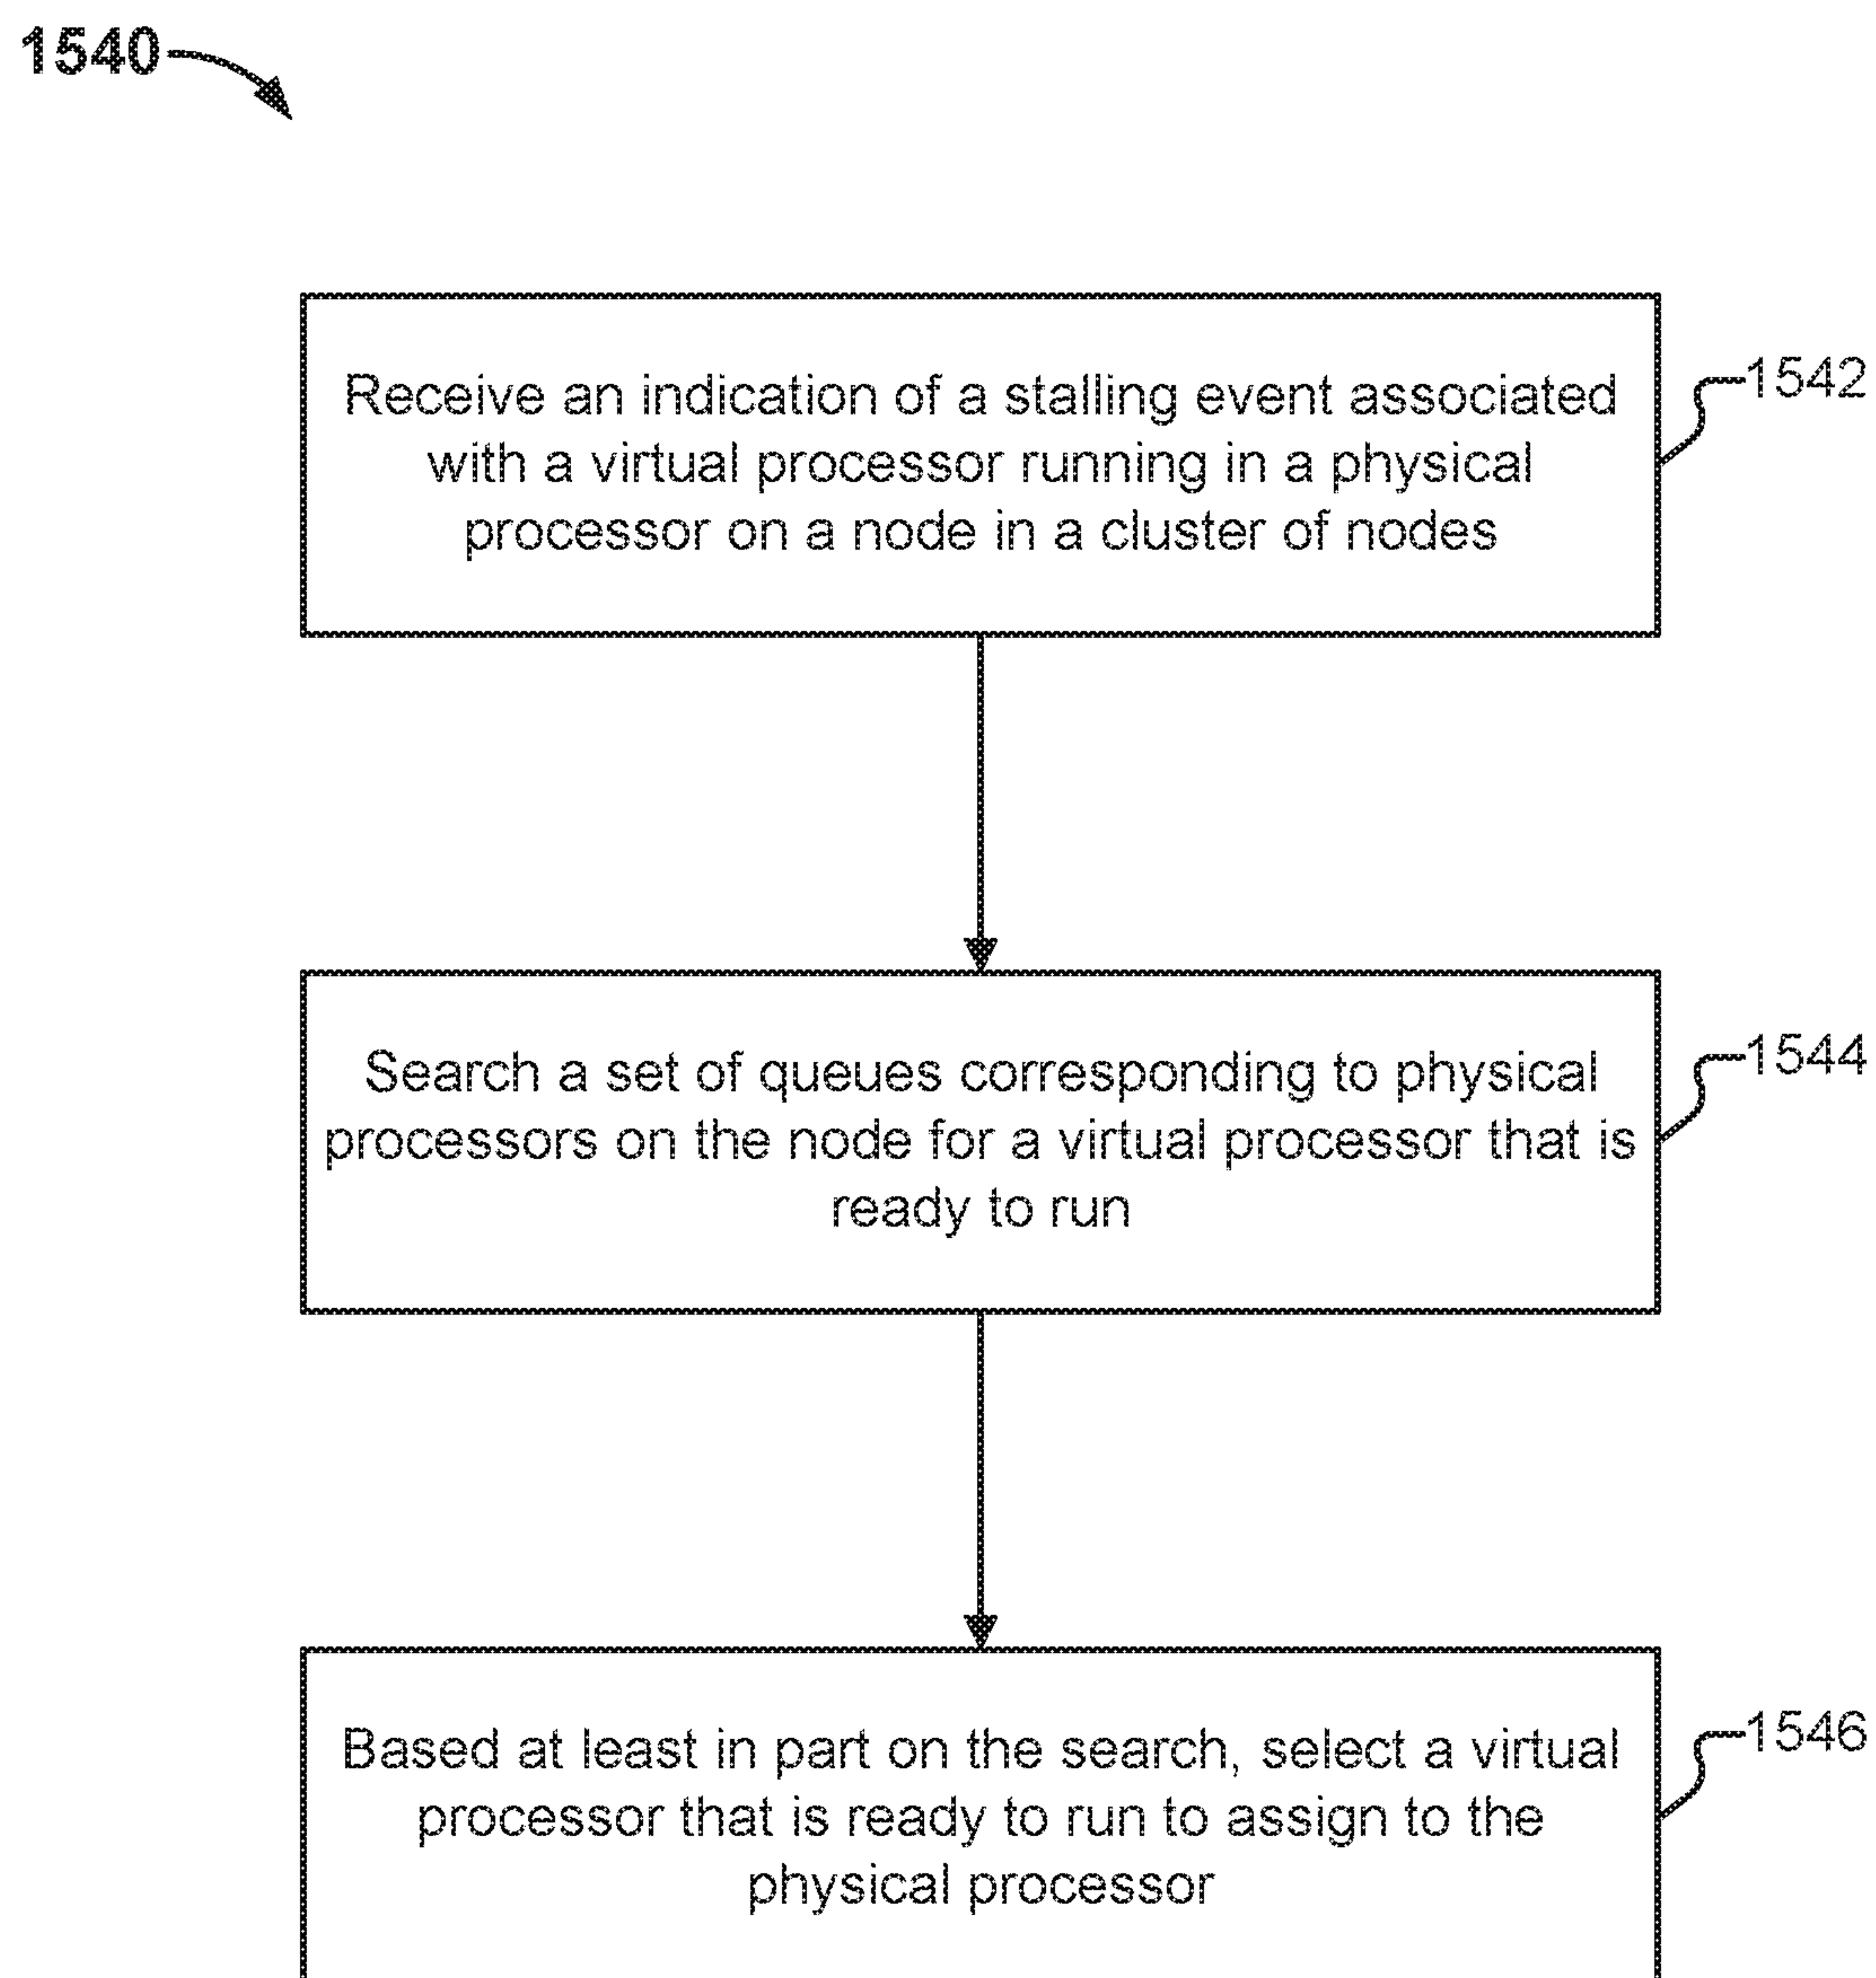 1540
Receive an indication of a stalling event associated
with a virtual processor running in a physical
processor on a node in a cluster of nodes
1542
Search a set of queues corresponding to physical
processors on the node for a virtual processor that is
ready to run
1544
Based at least in part on the search, select a virtual
processor that is ready to run to assign to the
physical processor
1546